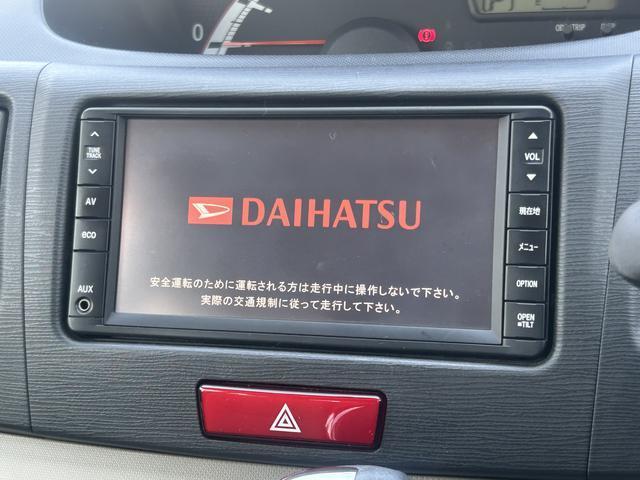 0
P
TRIP
TUNE
TRACK
AV
eco
AUX
DAIHATSU
安全運転のために運転される方は走行中に操作しないで下さい。
実際の交通規制に従って走行して下さい。
VOL
現在地
メニュー
OPTION
OPEN
TILT